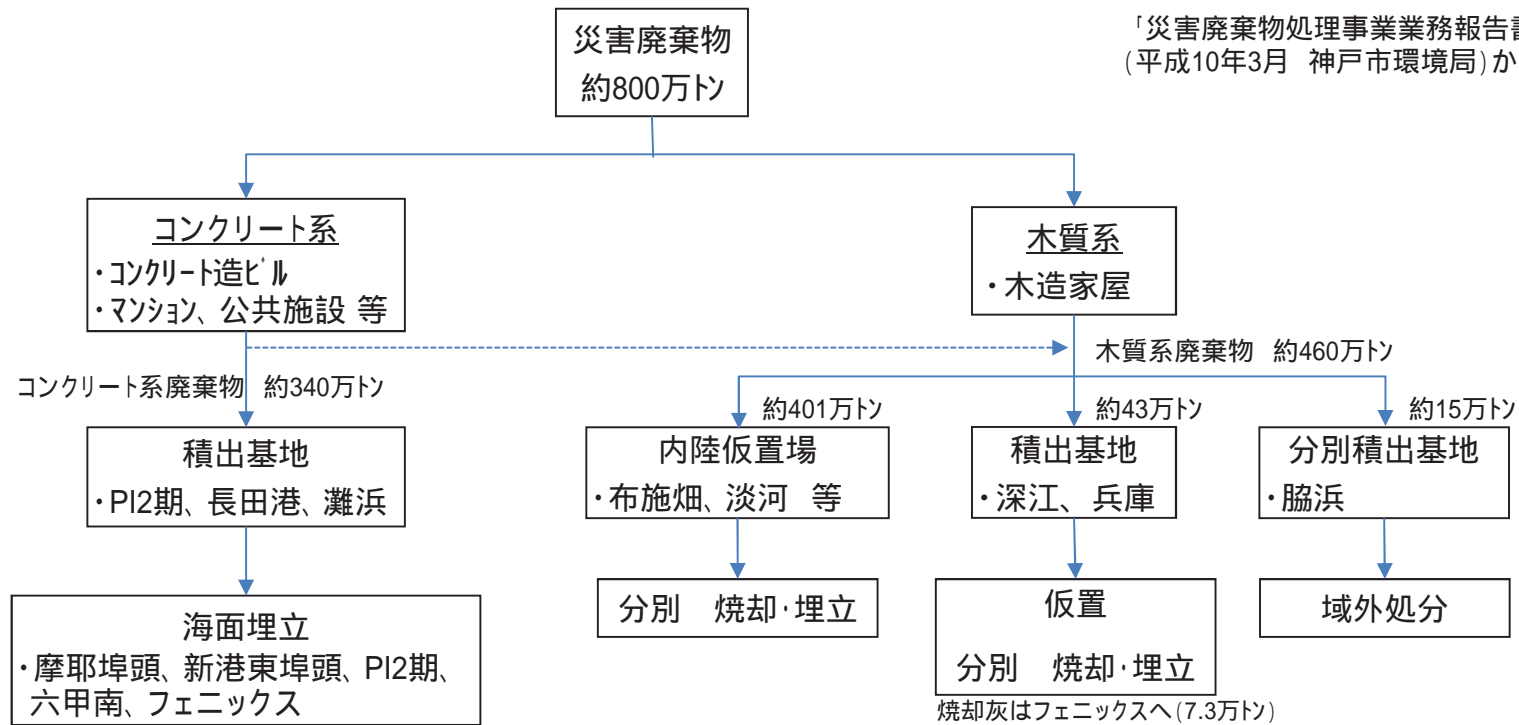 「災害廃棄物処理事業業務報告書
(平成10年3月 神戸市環境局)か
災害廃棄物
約800万トン
コンクリート系
・コンクリート造ビル
・マンション、公共施設 等
木質系
・木造家屋
コンクリート系廃棄物 約340万トン
木質系廃棄物 約460万トン
約401万トン
約43万トン
約15万トン
積出基地
・PI2期、長田港、灘浜
内陸仮置場
・布施畑、淡河 等
積出基地
・深江、兵庫
分別積出基地
・脇浜
海面埋立
・摩耶埠頭、新港東埠頭、PI2期、
六甲南、フェニックス
分別 焼却・埋立
仮置
分別 焼却・埋立
域外処分
焼却灰はフェニックスへ(7.3万トン)